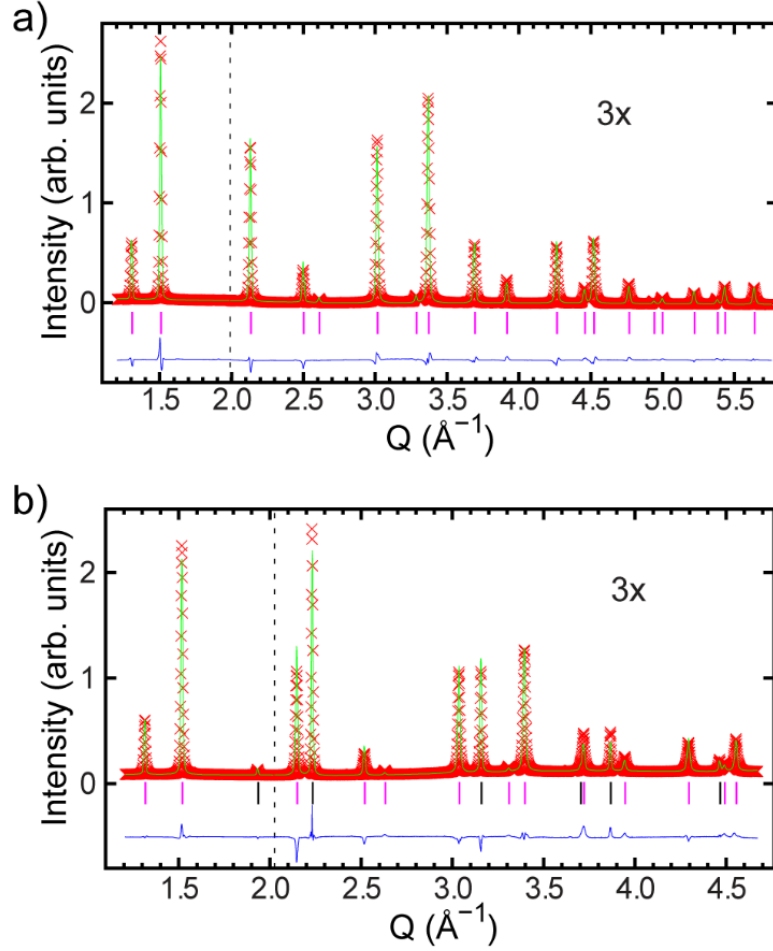 a)
Intensity (arb. units)
2
1
0
3x
1.5 2.0 2.5 3.0 3.5 4.0 4.5 5.0 5.5
Q (Å⁻¹)
b)
Intensity (arb. units)
2
1
0
3x
1.5 2.0 2.5 3.0 3.5 4.0 4.5
Q (Å⁻¹)